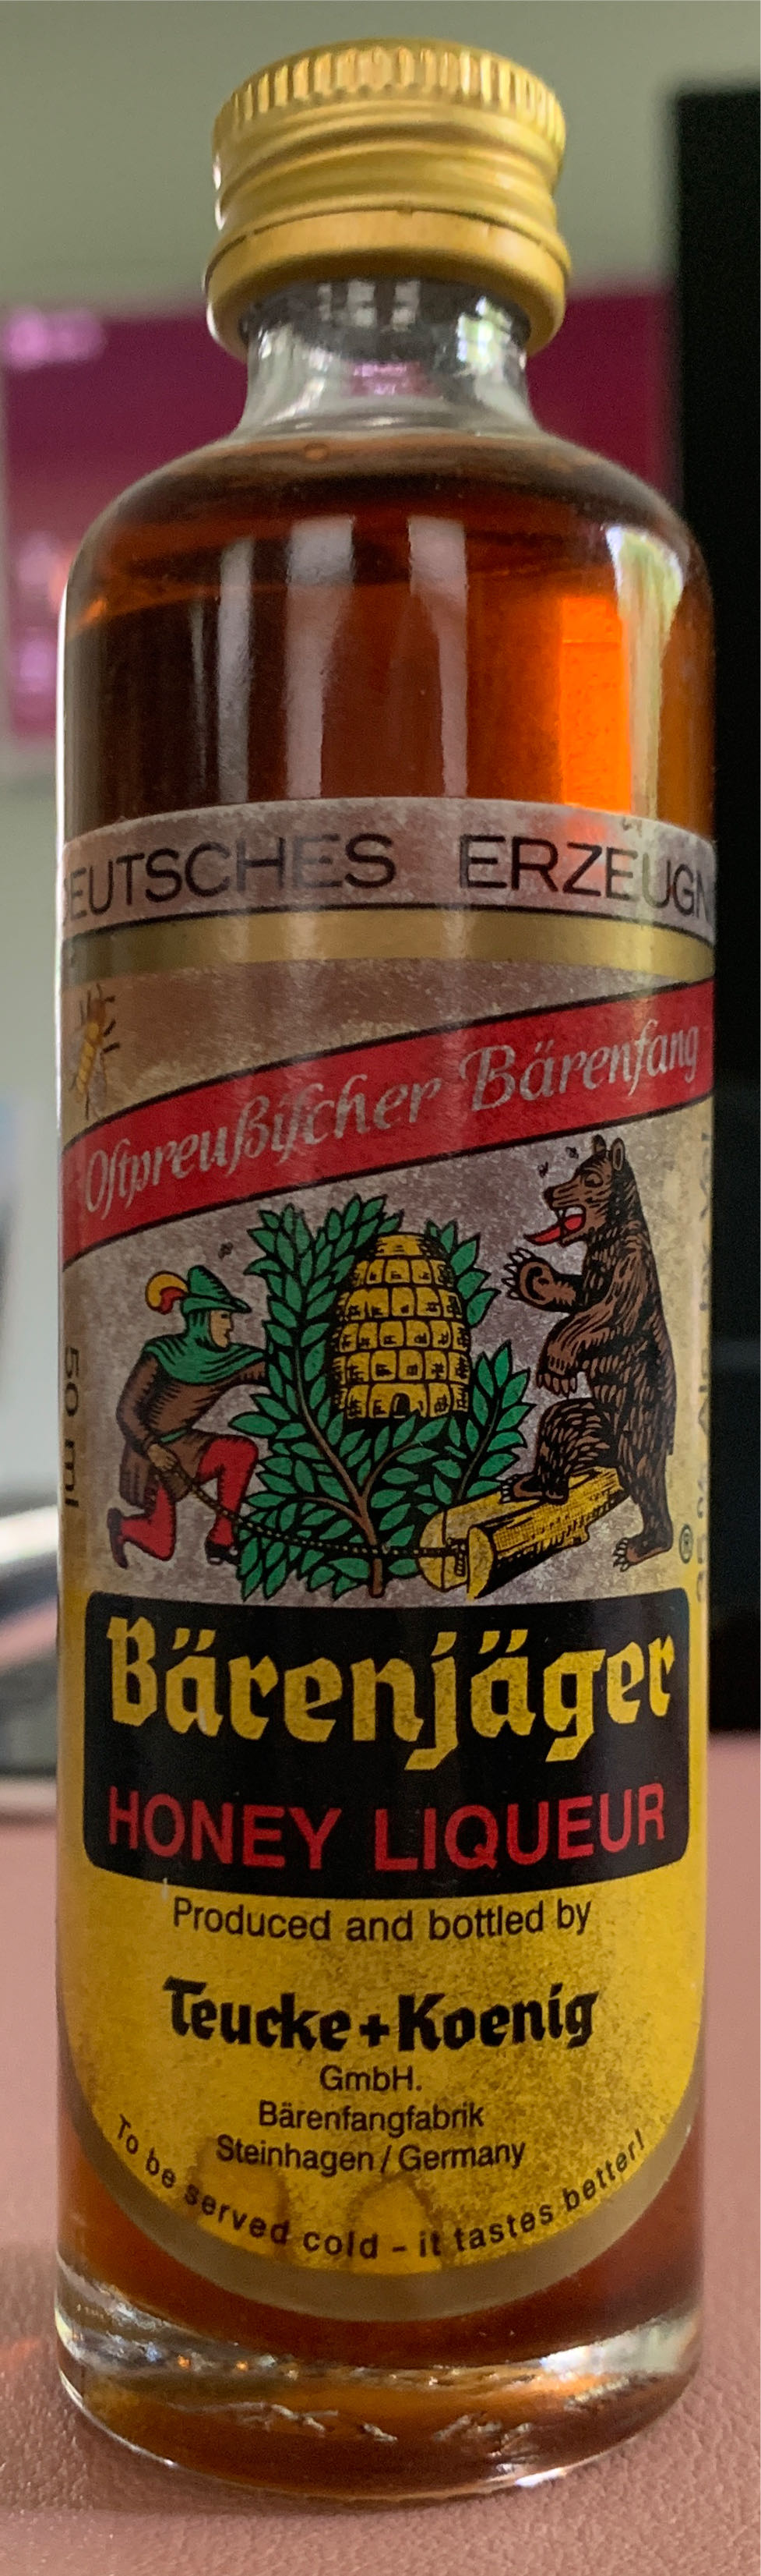 DEUTSCHES ERZEUGN
Oſtpreußiſcher Bärenfang
50 ml
®
Bärenjäger
HONEY LIQUEUR
Produced and bottled by
Teucke+Koenig
GmbH.
Bärenfangfabrik
Steinhagen / Germany
To be served cold - it tastes better!